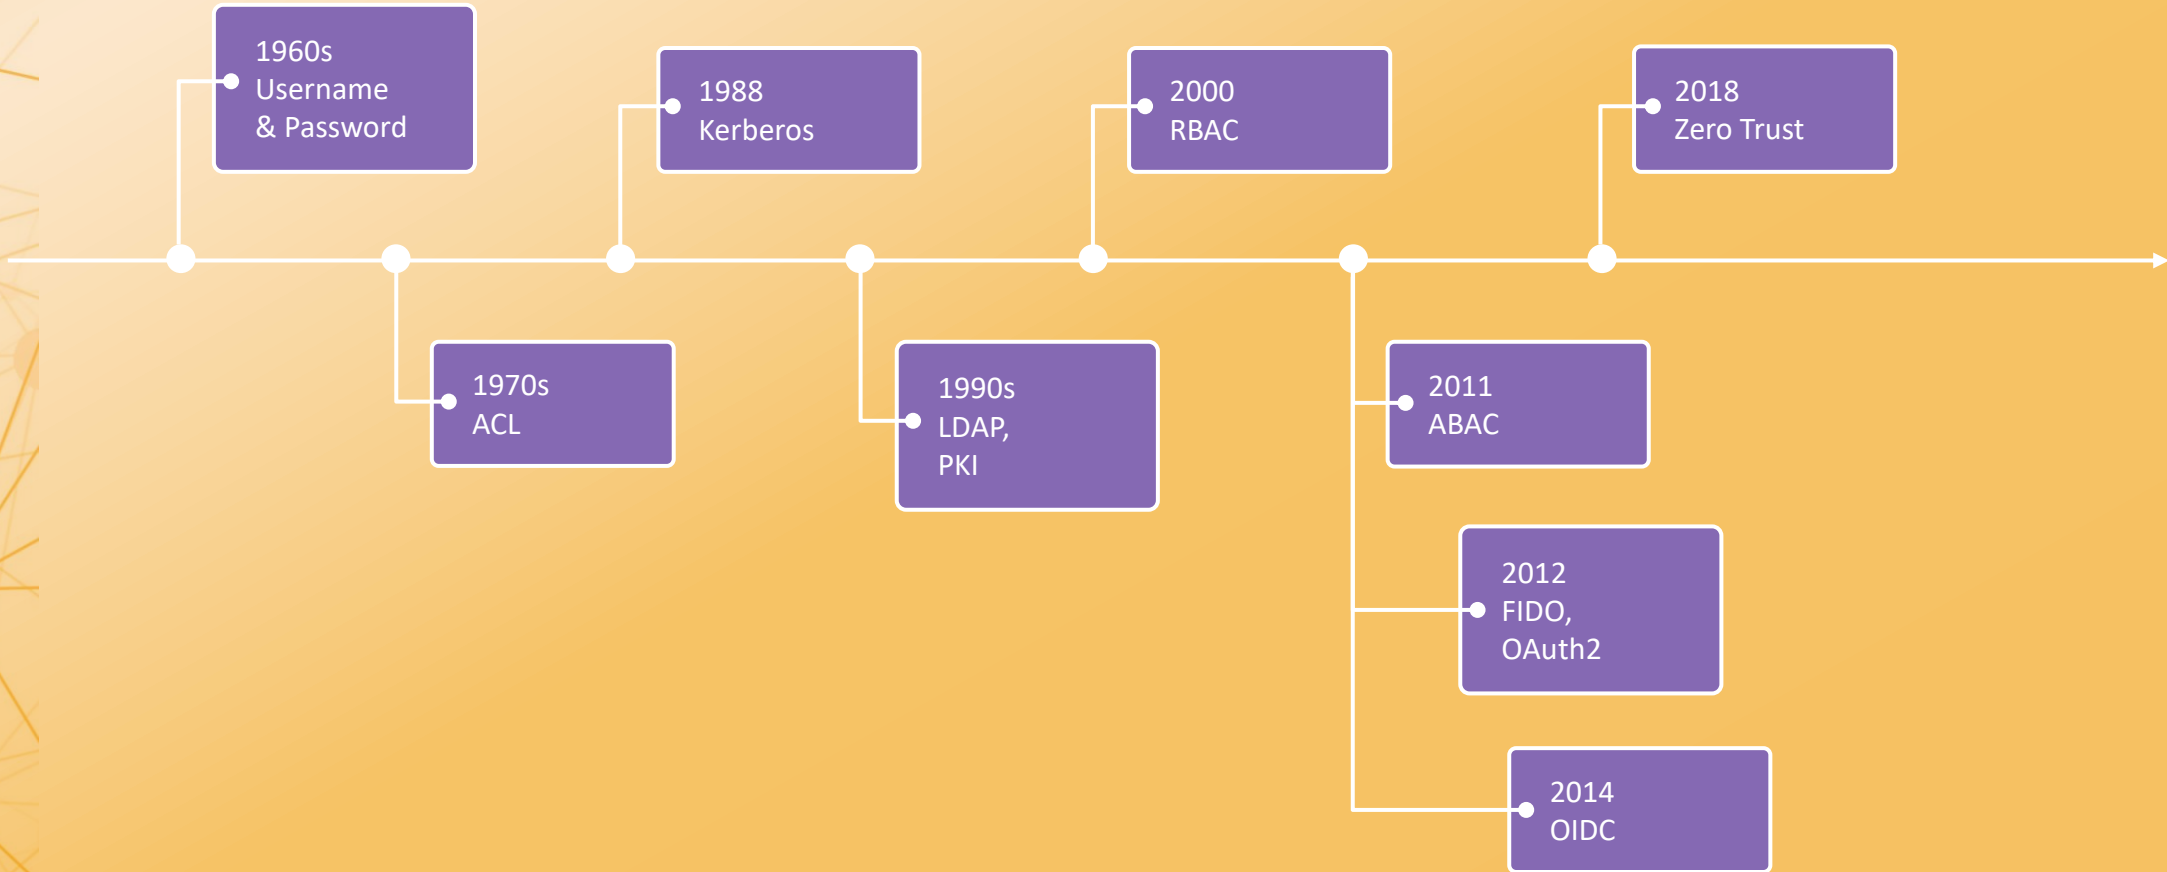 1960s
Username
& Password
1970s
ACL
1988
Kerberos
1990s
LDAP,
PKI
2000
RBAC
2011
ABAC
2012
FIDO,
OAuth2
2014
OIDC
2018
Zero Trust